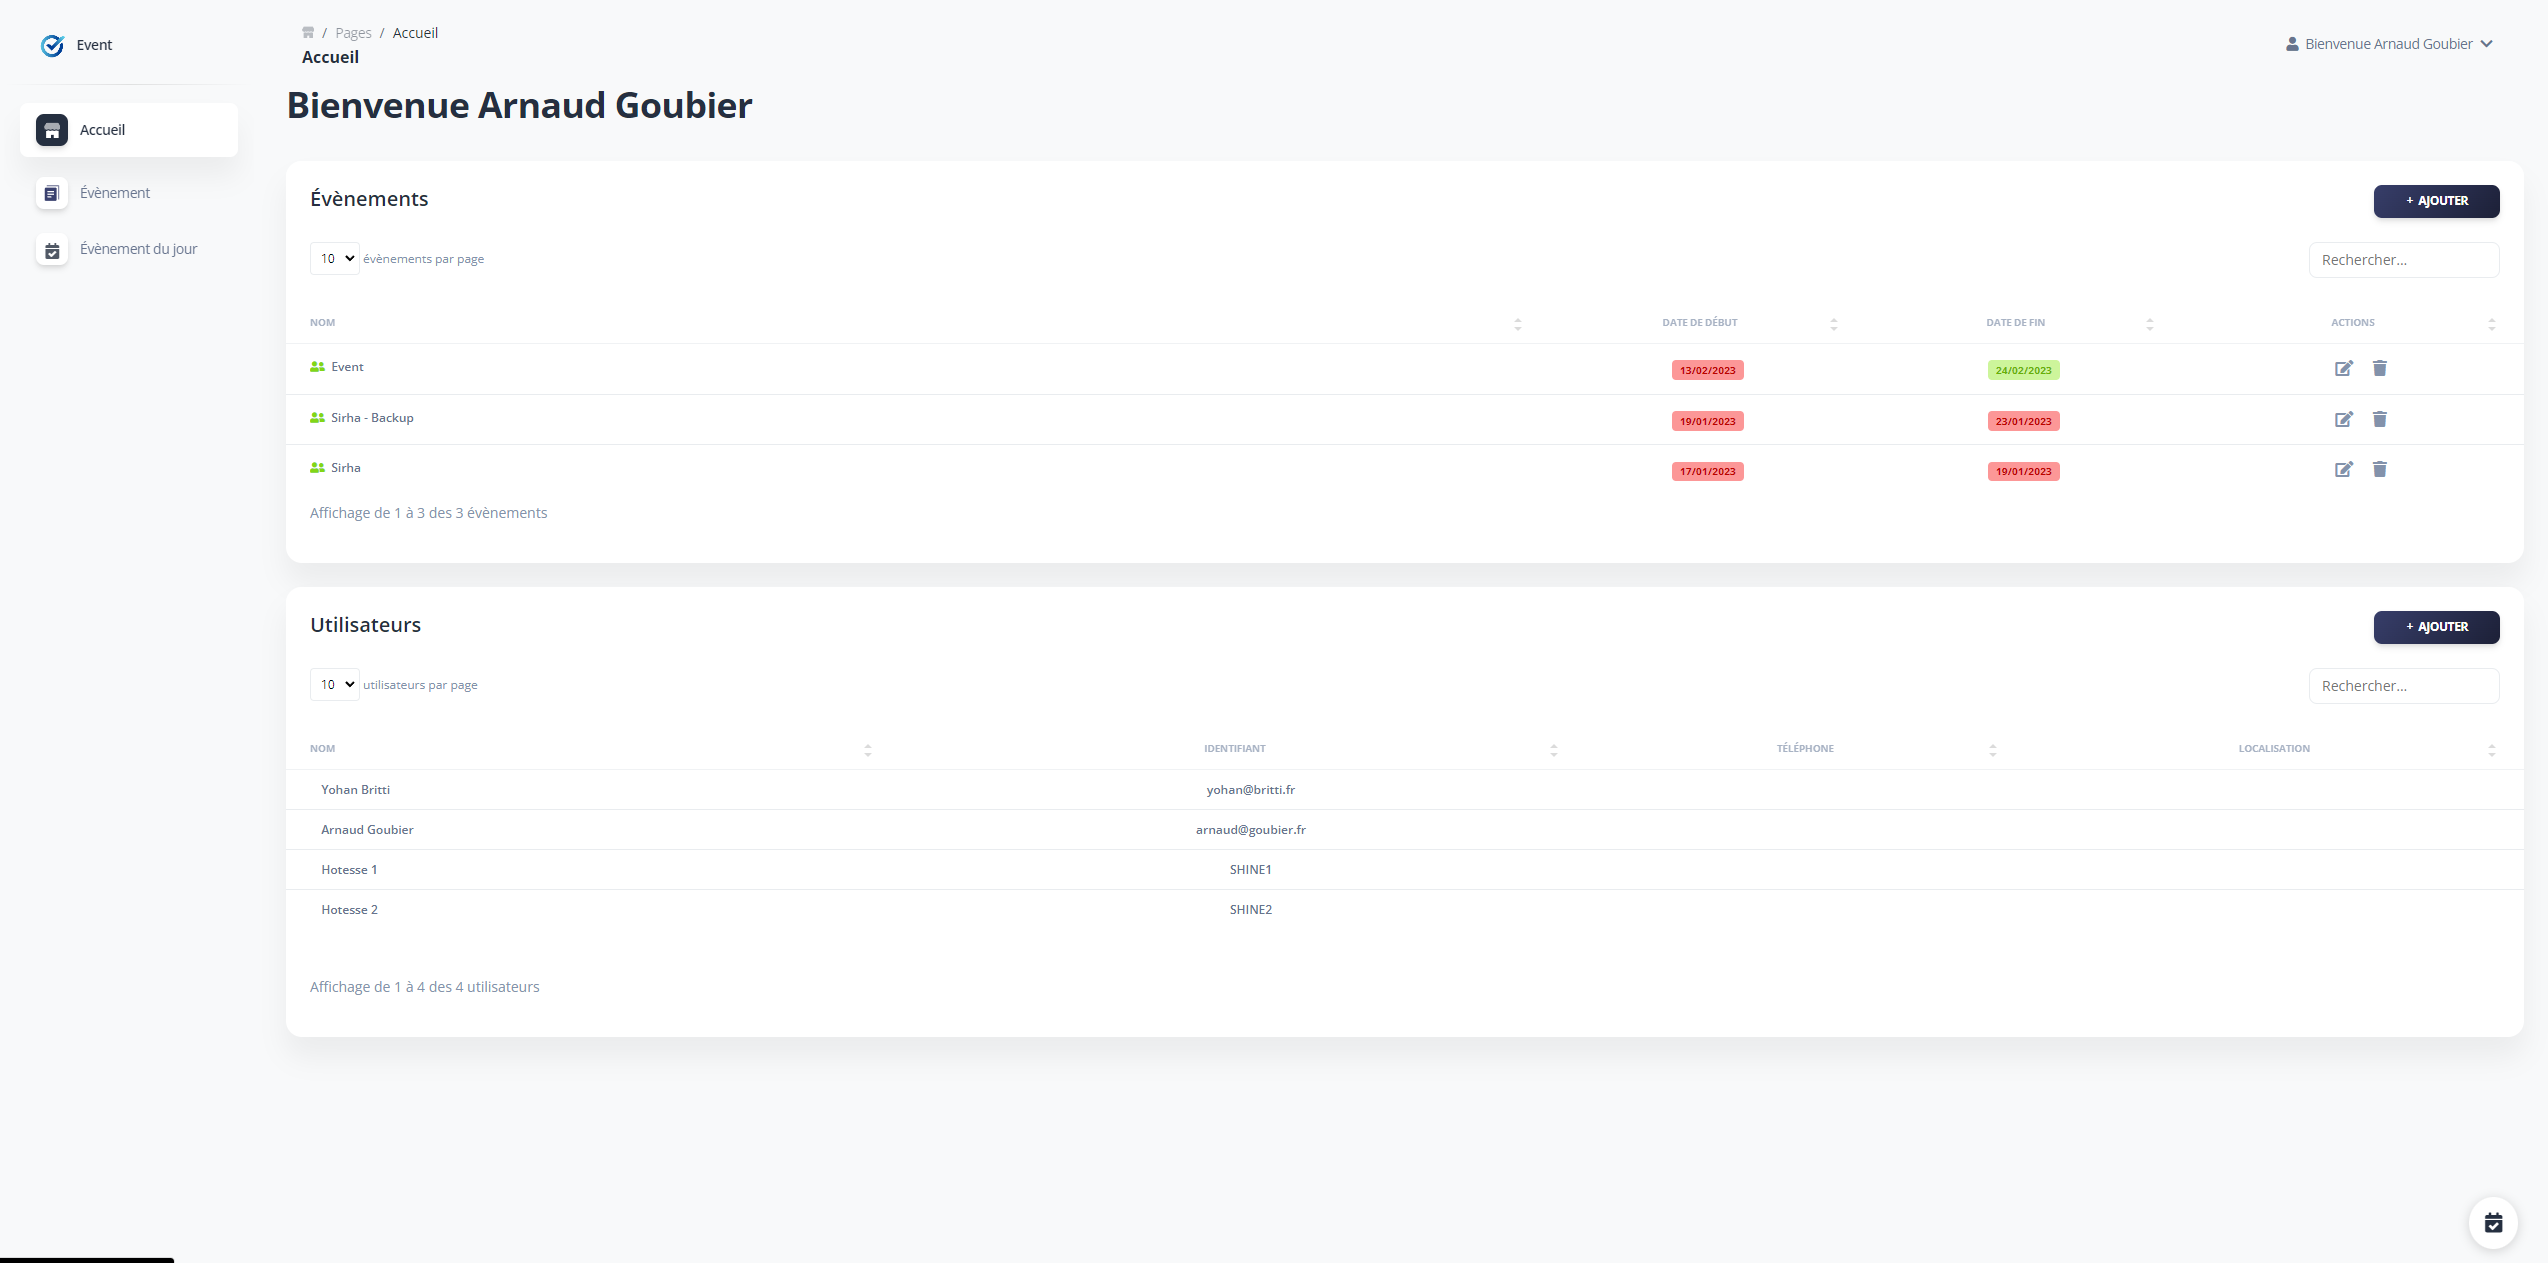 Event
/ Pages / Accueil
Accueil
Bienvenue Arnaud Goubier
Bienvenue Arnaud Goubier
Accueil
Évènement
Évènement du jour
Évènements
+ AJOUTER
10 évènements par page
Rechercher...
NOM DATE DE DÉBUT DATE DE FIN ACTIONS
Event 13/02/2023 24/02/2023
Sirha - Backup 19/01/2023 23/01/2023
Sirha 17/01/2023 19/01/2023
Affichage de 1 à 3 des 3 évènements
Utilisateurs
+ AJOUTER
10 utilisateurs par page
Rechercher...
NOM IDENTIFIANT TÉLÉPHONE LOCALISATION
Yohan Britti yohan@britti.fr
Arnaud Goubier arnaud@goubier.fr
Hotesse 1 SHINE1
Hotesse 2 SHINE2
Affichage de 1 à 4 des 4 utilisateurs